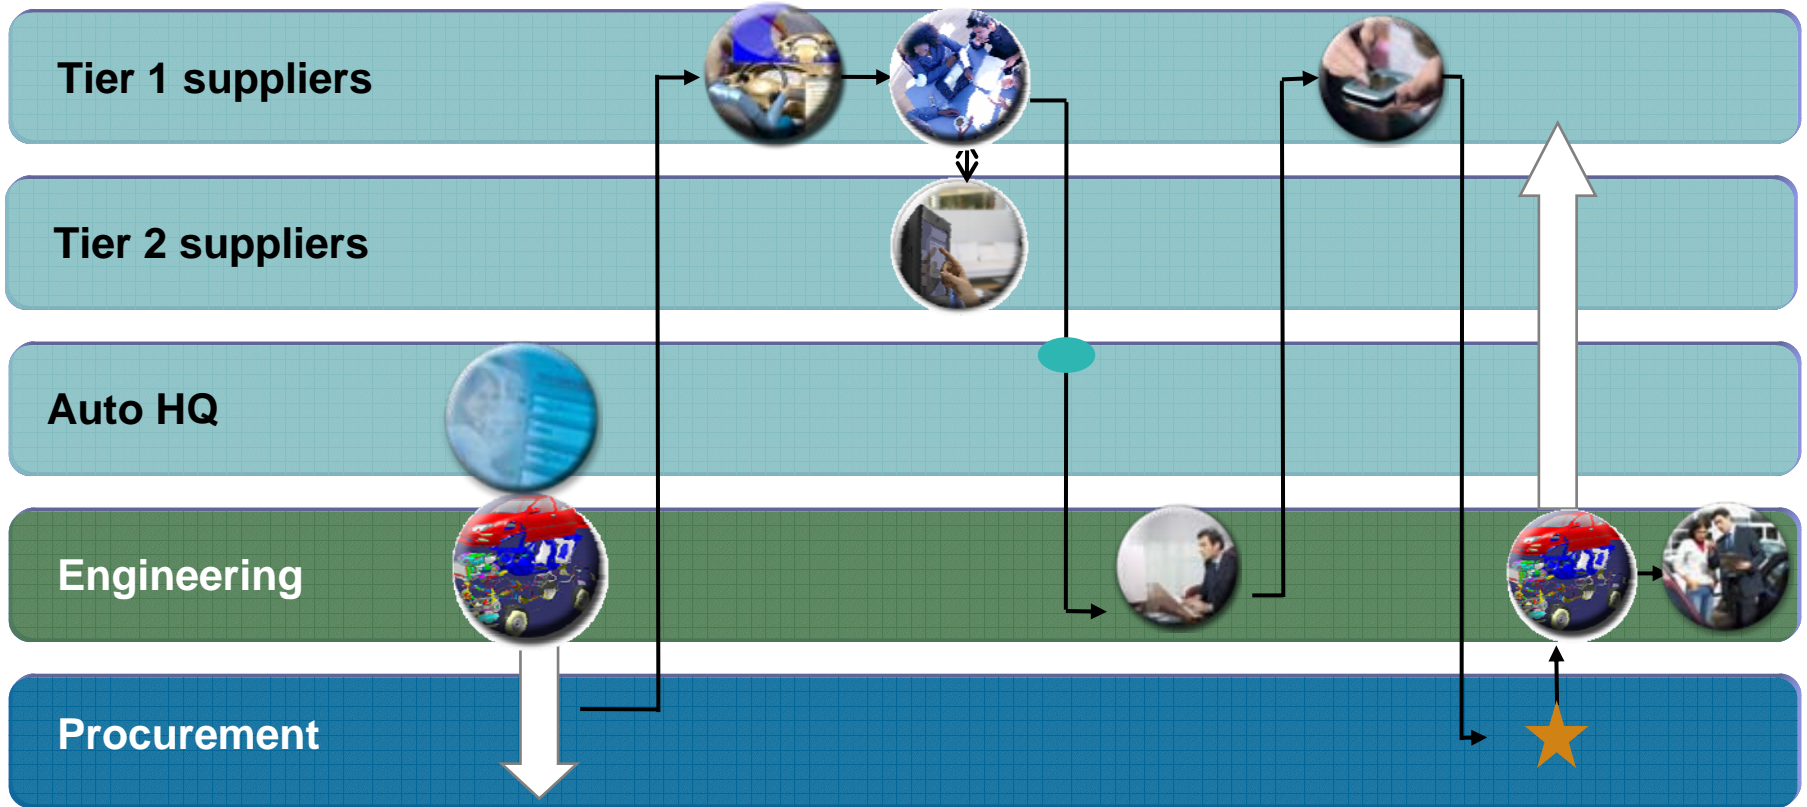 Tier 1 suppliers
Tier 2 suppliers
Auto HQ
Engineering
Procurement